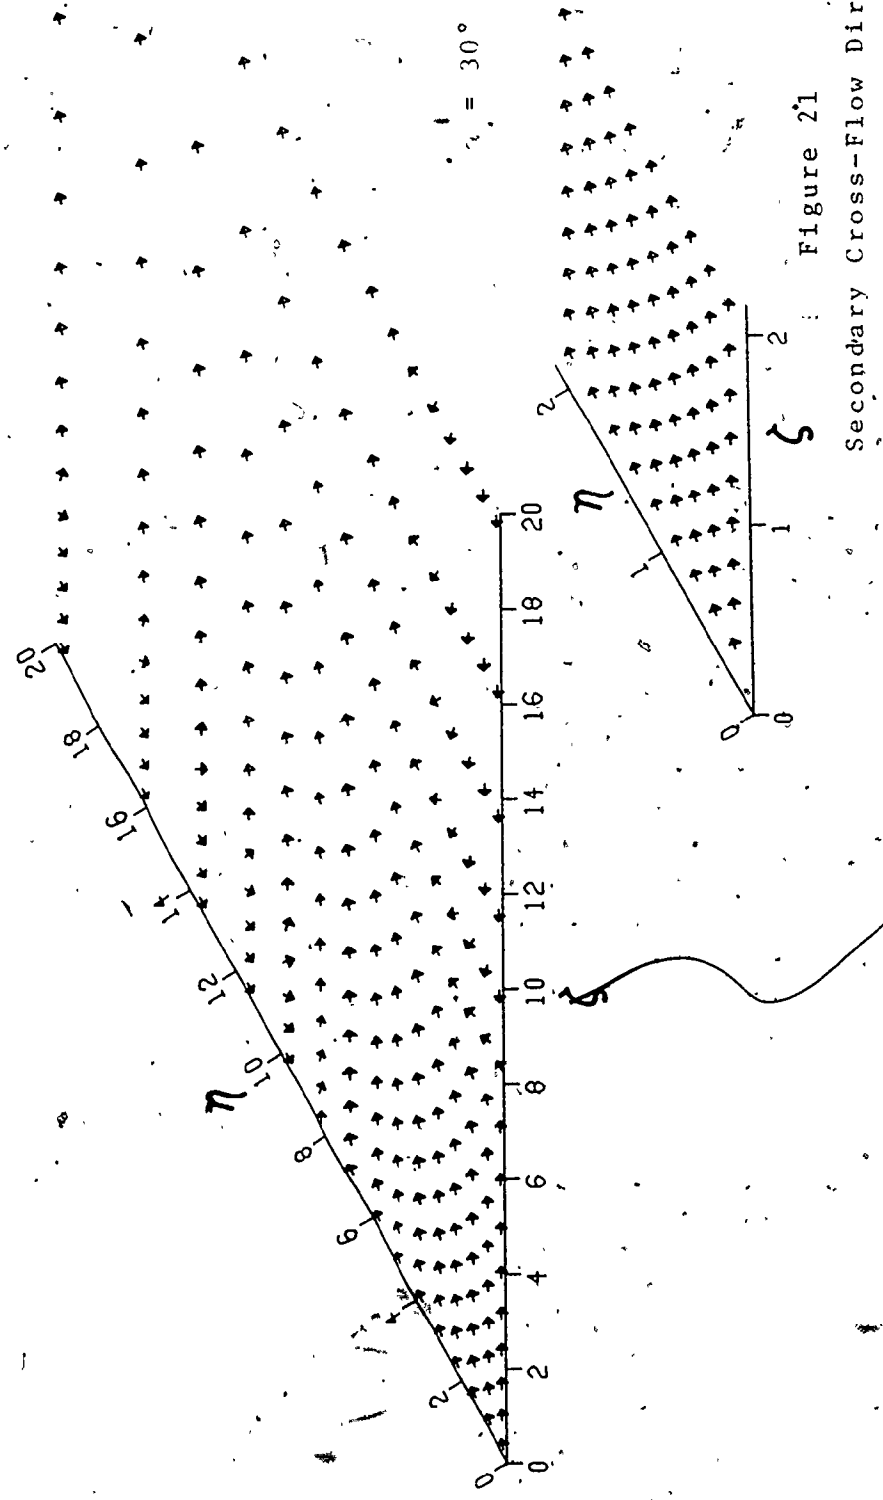 0 2 6 8 10 12 14 16 18 20
η
0 2 4 6 8 10 12 14 16 18 20
ζ
= 30°
0 1 2
η
0 1 2
ζ
Figure 21
Secondary Cross-Flow Dir